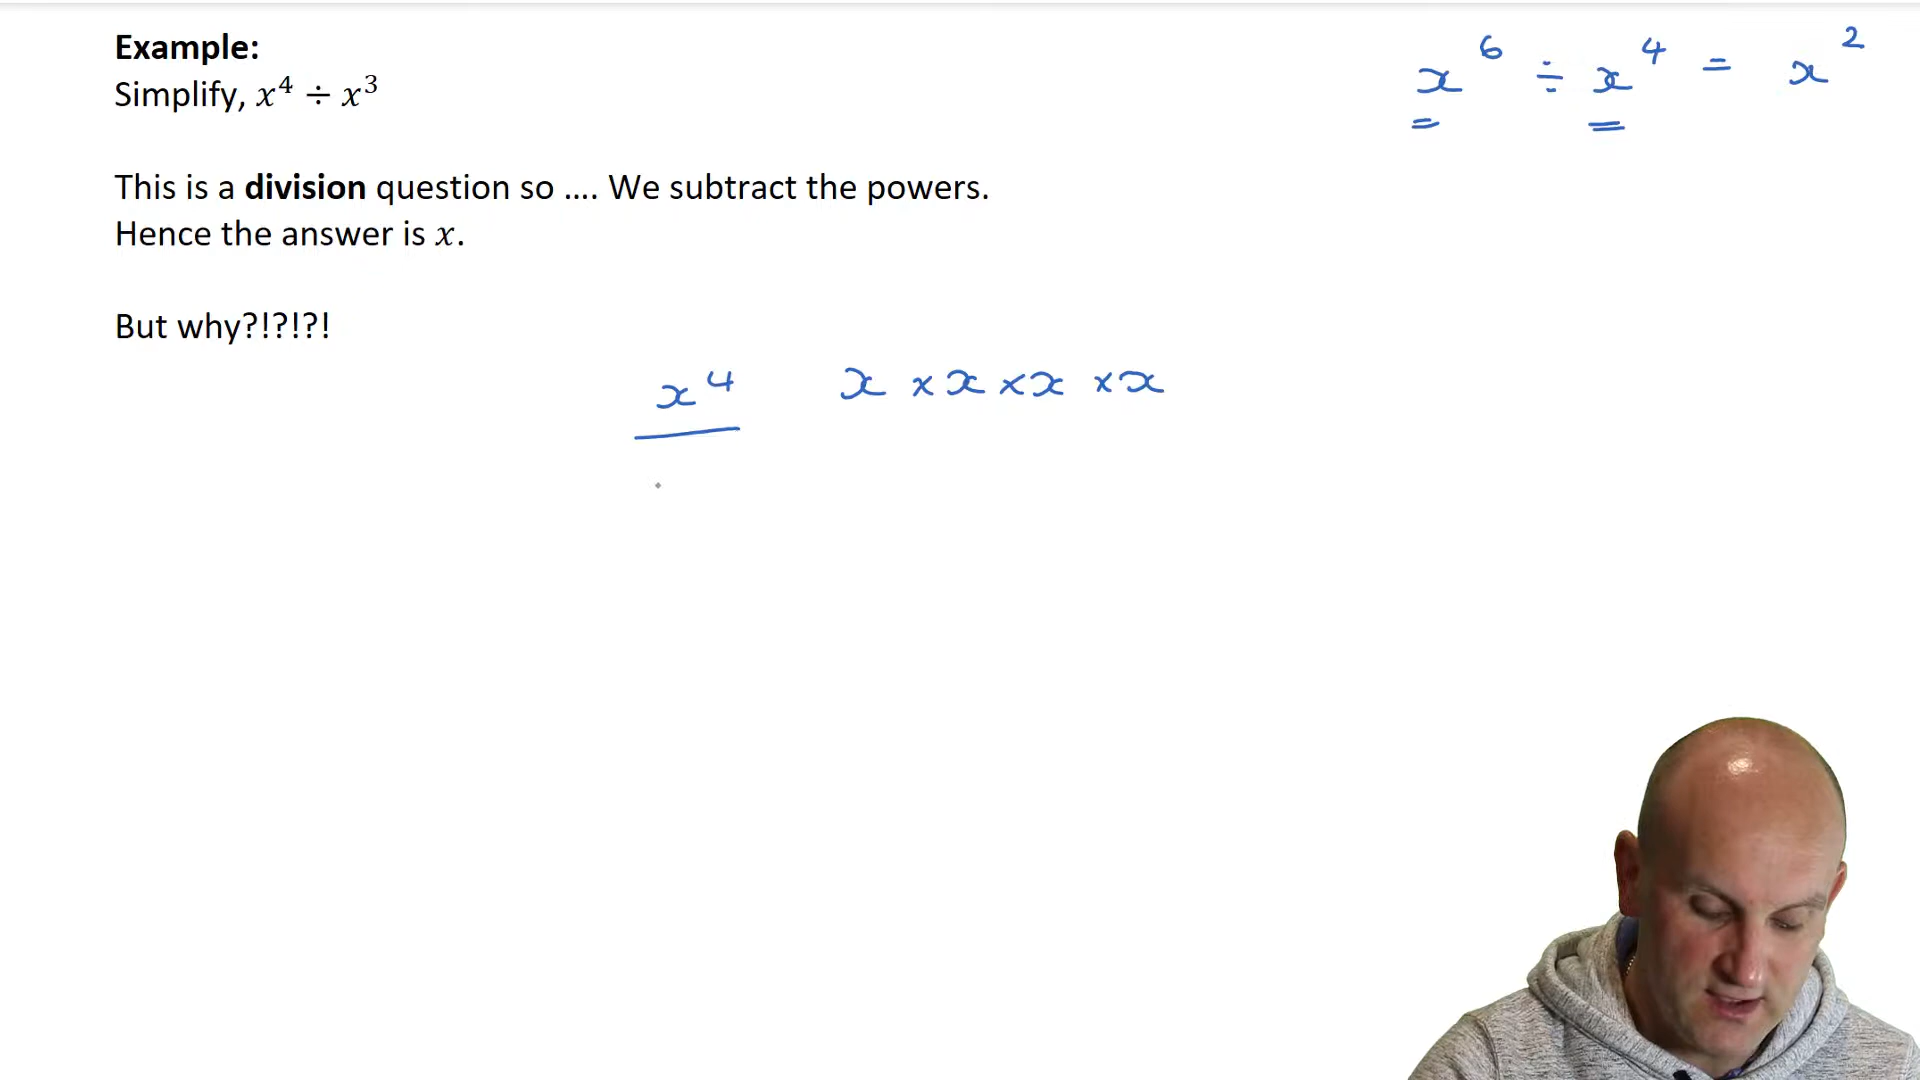 Example:
Simplify, x⁴ ÷ x³
x⁶ ÷ x⁴ = x²
This is a division question so .... We subtract the powers.
Hence the answer is x.
But why?!?!?!
x⁴ x × x × x × x